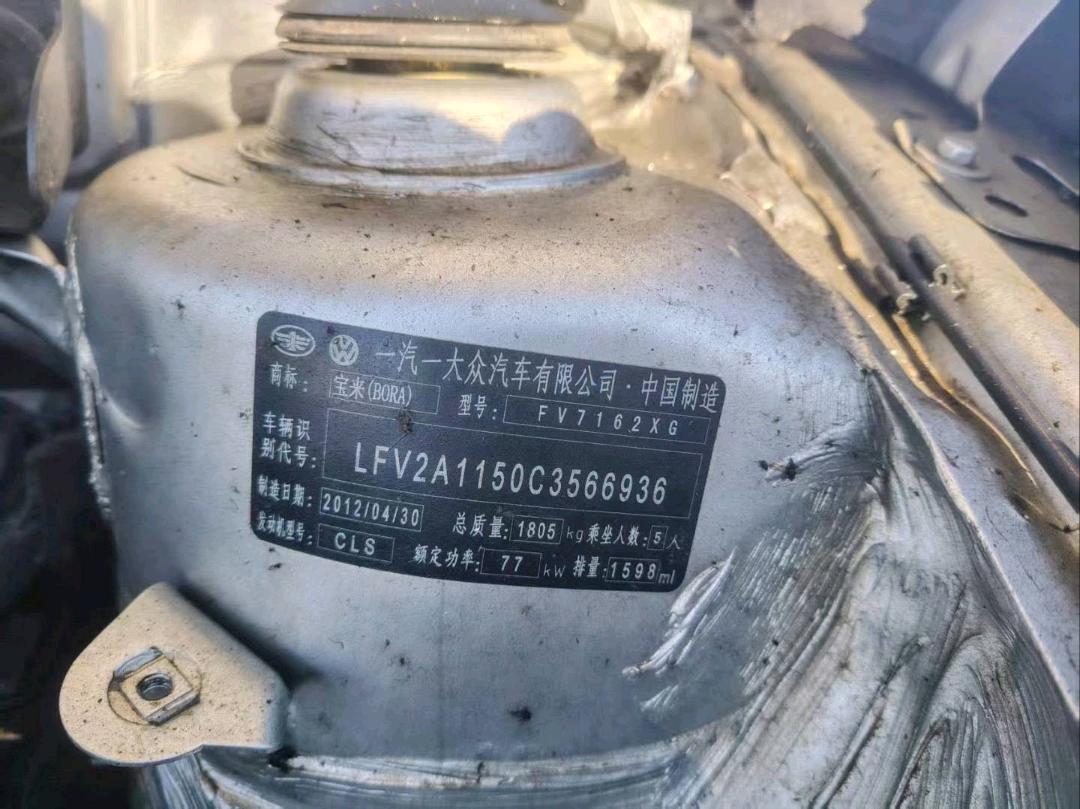 一汽一大众汽车有限公司·中国制造
商标: 宝来(BORA) 型号: FV7162XG
车辆识
别代号: LFV2A1150C3566936
制造日期: 2012/04/30 总质量: 1805 kg 乘坐人数: 5 人
发动机型号: CLS 额定功率: 77 kW 排量: 1598 ml